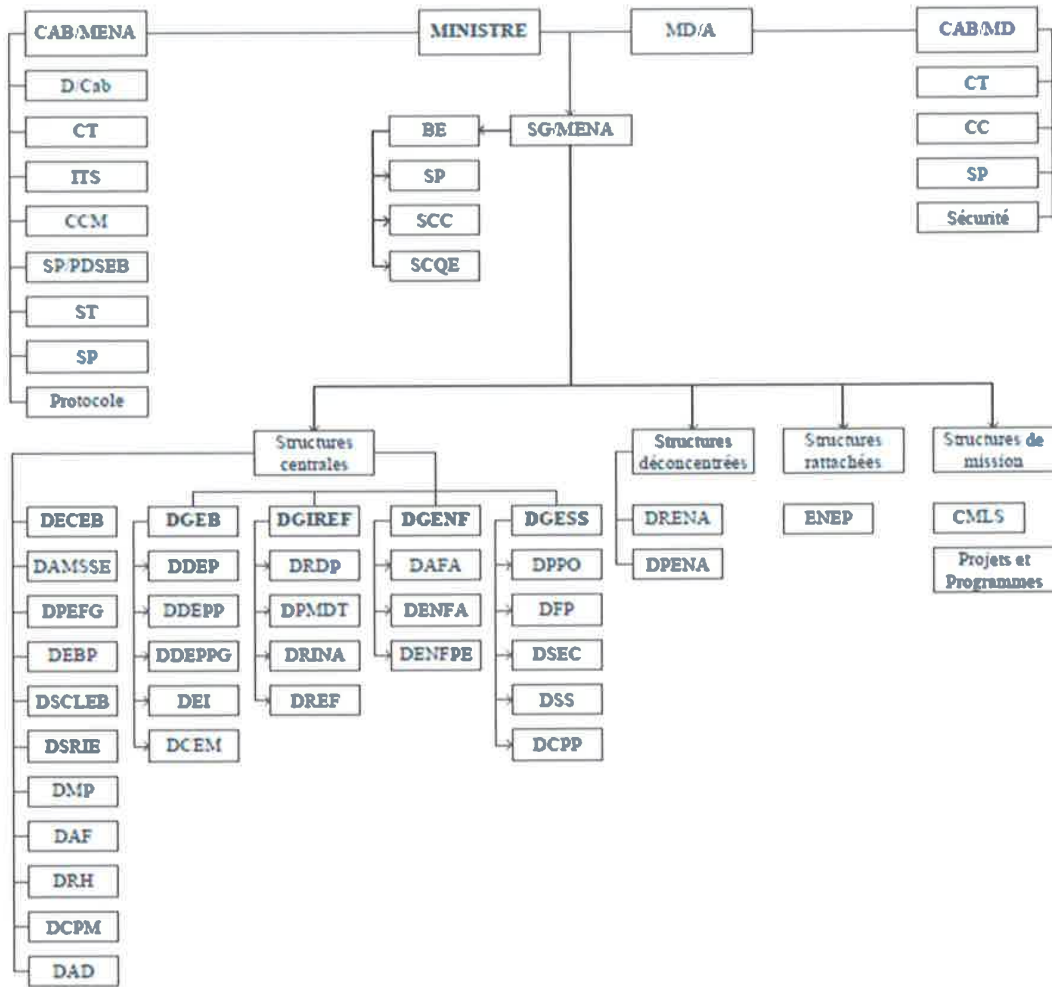 CAB/MENA
MINISTRE
MD/A
CAB/MD
D/Cab
CT
ITS
CCM
SP/PDSEB
ST
SP
Protocole
BE
SG/MENA
SP
SCC
SCQE
CT
CC
SP
Sécurité
Structures
centrales
Structures
déconcentrées
Structures
rattachées
Structures de
mission
DECEB
DAMSSE
DPEFG
DEBP
DSCLEB
DSRIE
DMP
DAF
DRH
DCPM
DAD
DGEB
DDEP
DDEPP
DDEPPG
DEI
DCEM
DGIREF
DRDP
DPMDT
DRINA
DREF
DGENF
DAFA
DENFA
DENFPE
DGESS
DPPO
DFP
DSEC
DSS
DCPP
DRENA
DPENA
ENEP
CMLS
Projets et
Programmes